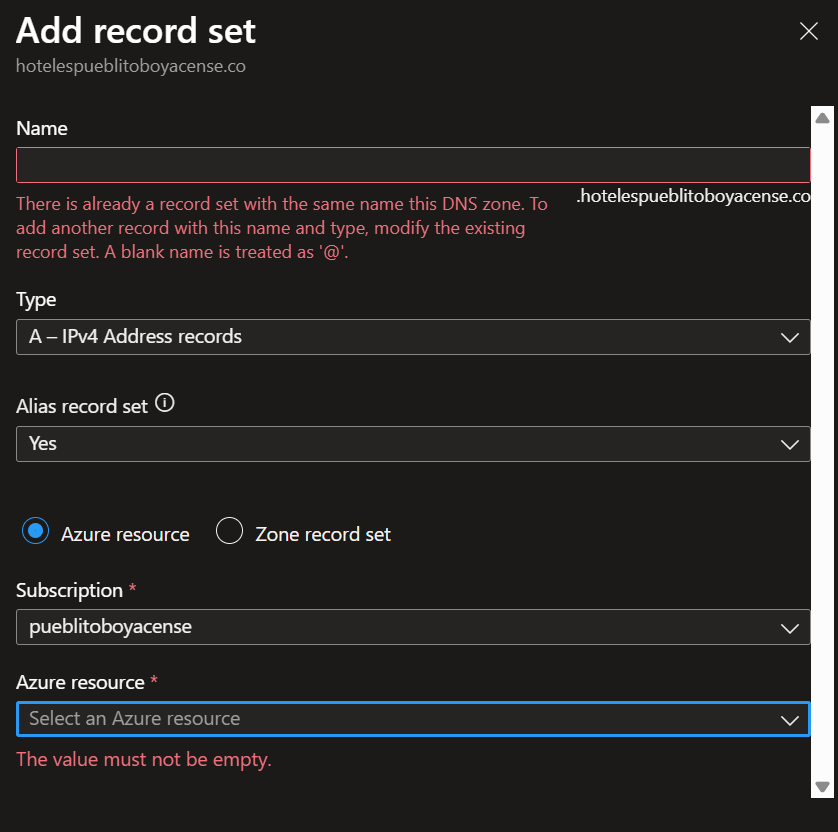 Add record set
hotelespueblitoboyacense.co
Name
.hotelespueblitoboyacense.co
There is already a record set with the same name this DNS zone. To
add another record with this name and type, modify the existing
record set. A blank name is treated as '@'.
Type
A – IPv4 Address records
Alias record set
Yes
Azure resource
Zone record set
Subscription *
pueblitoboyacense
Azure resource *
Select an Azure resource
The value must not be empty.